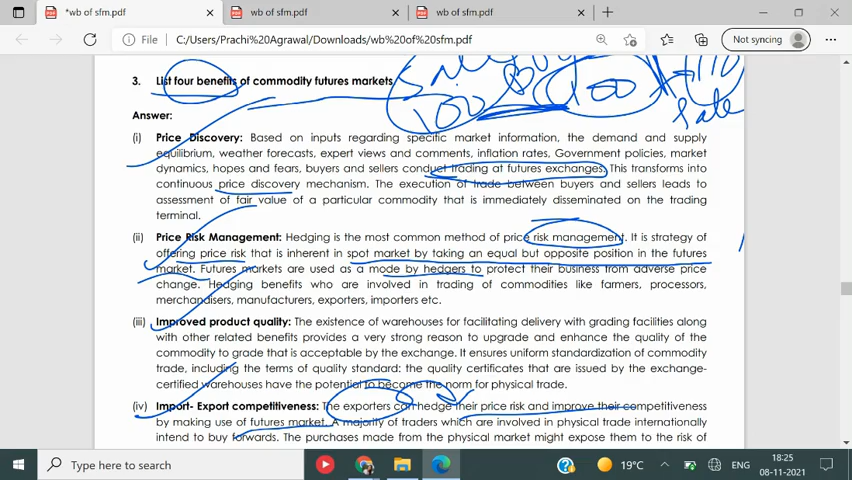 *wb of sfm.pdf
wb of sfm.pdf
wb of sfm.pdf
File
C:/Users/Prachi%20Agrawal/Downloads/wb%20of%20sfm.pdf
Not syncing
3. List four benefits of commodity futures markets
100
100
110
Sale
Answer:
(i) Price Discovery: Based on inputs regarding specific market information, the demand and supply
equilibrium, weather forecasts, expert views and comments, inflation rates, Government policies, market
dynamics, hopes and fears, buyers and sellers conduct trading at futures exchanges. This transforms into
continuous price discovery mechanism. The execution of trade between buyers and sellers leads to
assessment of fair value of a particular commodity that is immediately disseminated on the trading
terminal.
(ii) Price Risk Management: Hedging is the most common method of price risk management. It is strategy of
offering price risk that is inherent in spot market by taking an equal but opposite position in the futures
market. Futures markets are used as a mode by hedgers to protect their business from adverse price
change. Hedging benefits who are involved in trading of commodities like farmers, processors,
merchandisers, manufacturers, exporters, importers etc.
(iii) Improved product quality: The existence of warehouses for facilitating delivery with grading facilities along
with other related benefits provides a very strong reason to upgrade and enhance the quality of the
commodity to grade that is acceptable by the exchange. It ensures uniform standardization of commodity
trade, including the terms of quality standard: the quality certificates that are issued by the exchange-
certified warehouses have the potential to become the norm for physical trade.
(iv) Import- Export competitiveness: The exporters can hedge their price risk and improve their competitiveness
by making use of futures market. A majority of traders which are involved in physical trade internationally
intend to buy forwards. The purchases made from the physical market might expose them to the risk of
Type here to search
19°C
ENG
18:25
08-11-2021